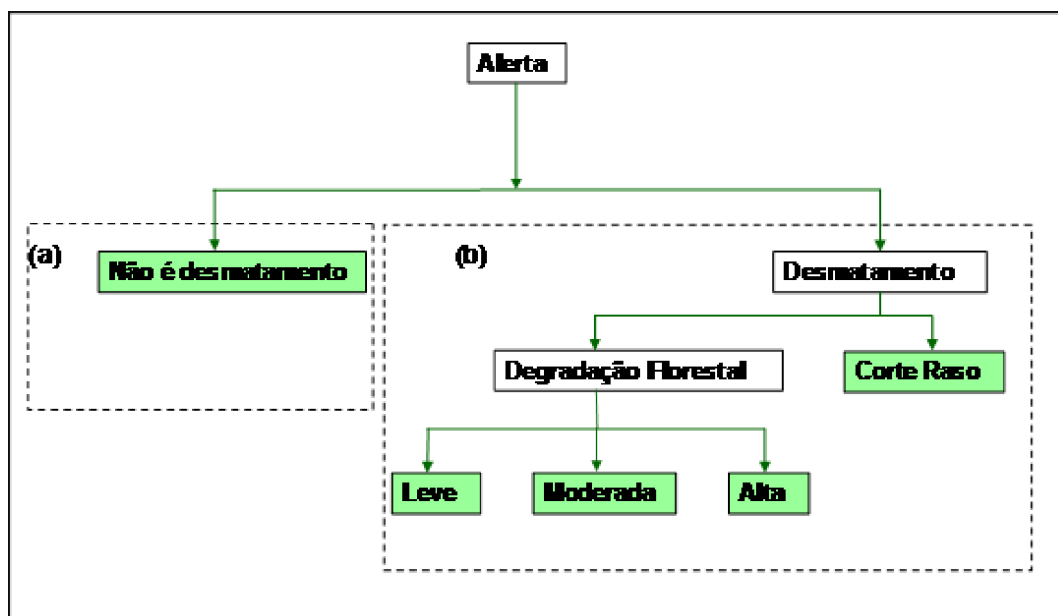 Alerta
(a)
Não é desmatamento
(b)
Desmatamento
Degradação Florestal
Corte Raso
Leve
Moderada
Alta